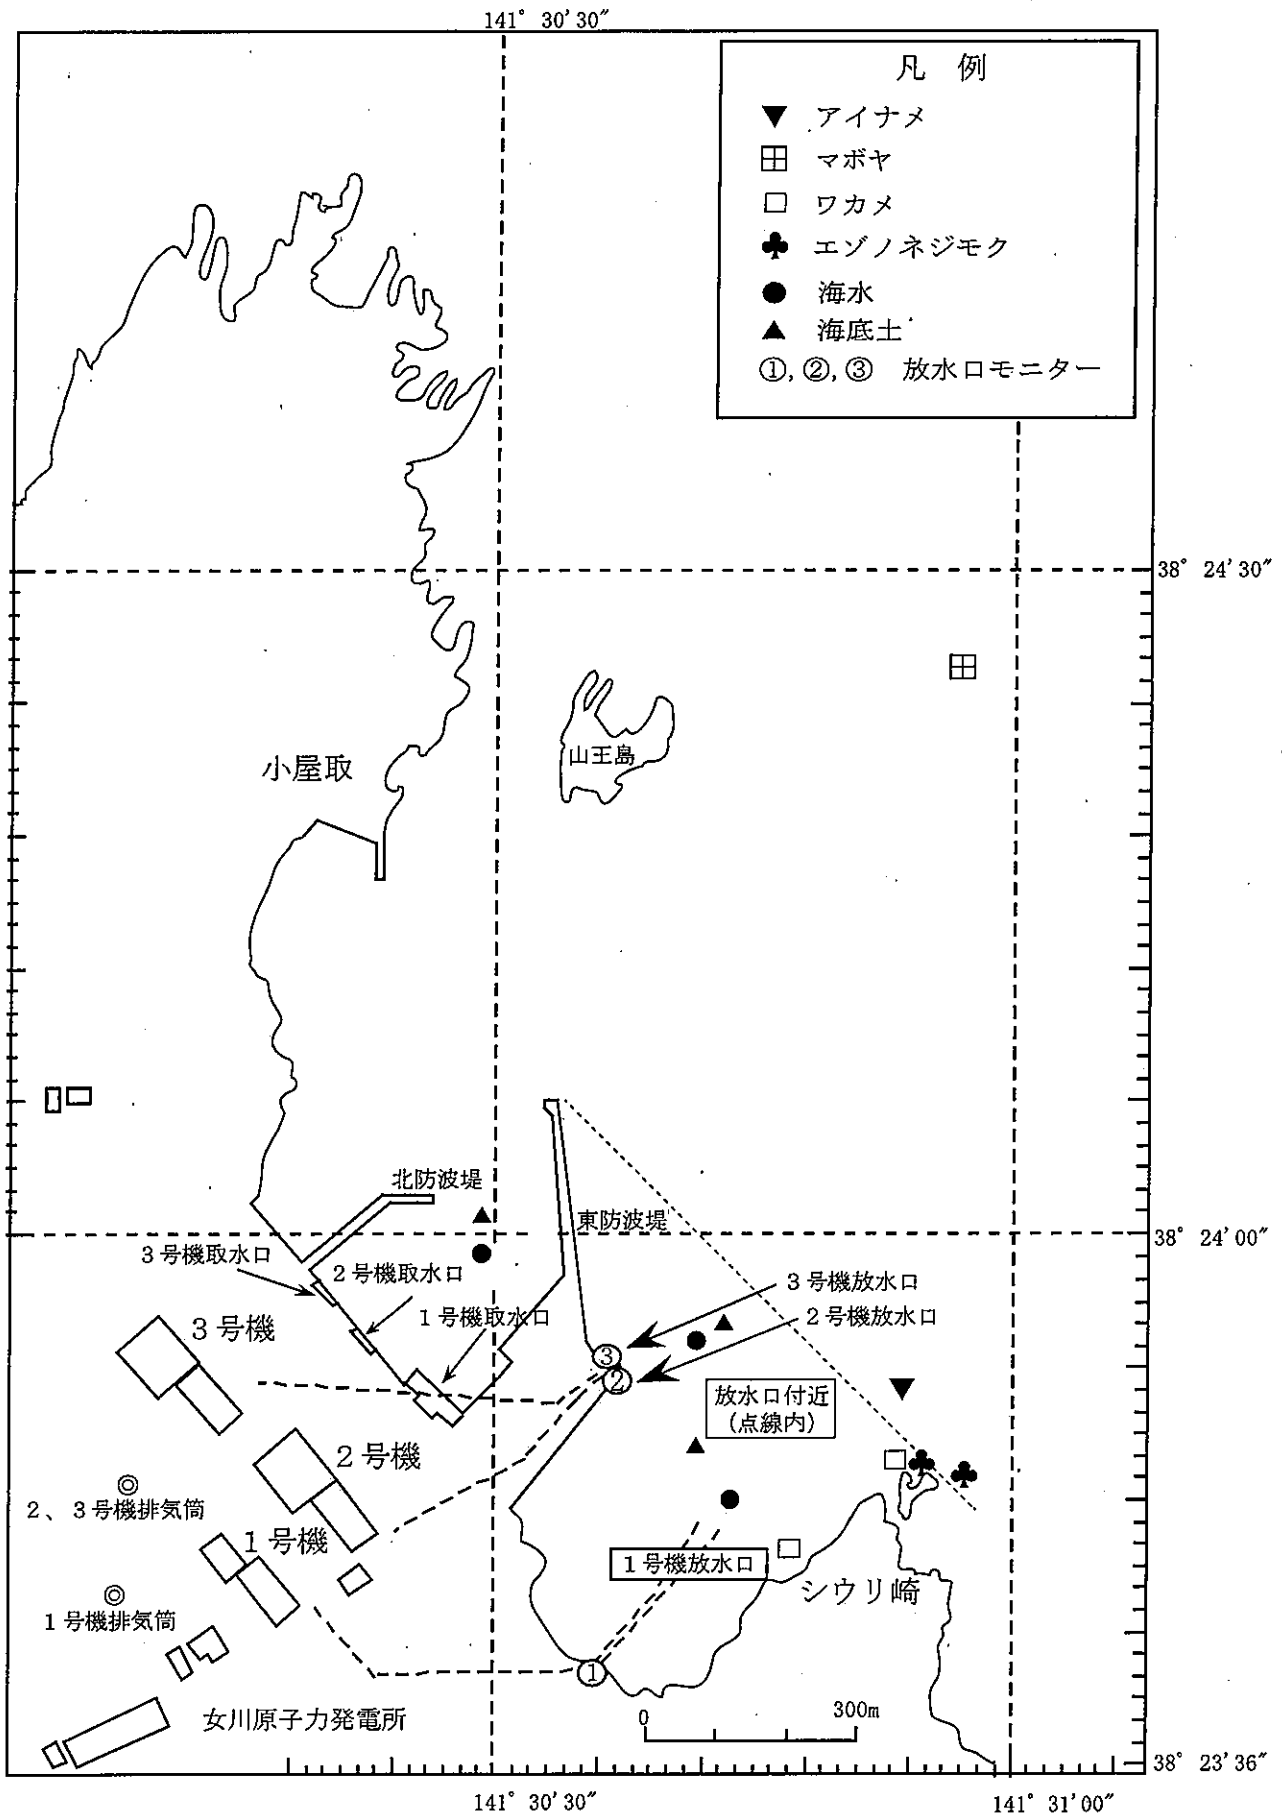 141° 30′30″
凡 例
アイナメ
マボヤ
ワカメ
エゾノネジモク
海水
海底土
①, ②, ③ 放水口モニター
38° 24′30″
山王島
小屋取
北防波堤
東防波堤
38° 24′00″
3号機取水口
2号機取水口
1号機取水口
3号機放水口
2号機放水口
3号機
③
②
放水口付近
(点線内)
2号機
2、3号機排気筒
1号機
1号機放水口
シウリ崎
1号機排気筒
①
女川原子力発電所
0 300m
38° 23′36″
141° 30′30″
141° 31′00″